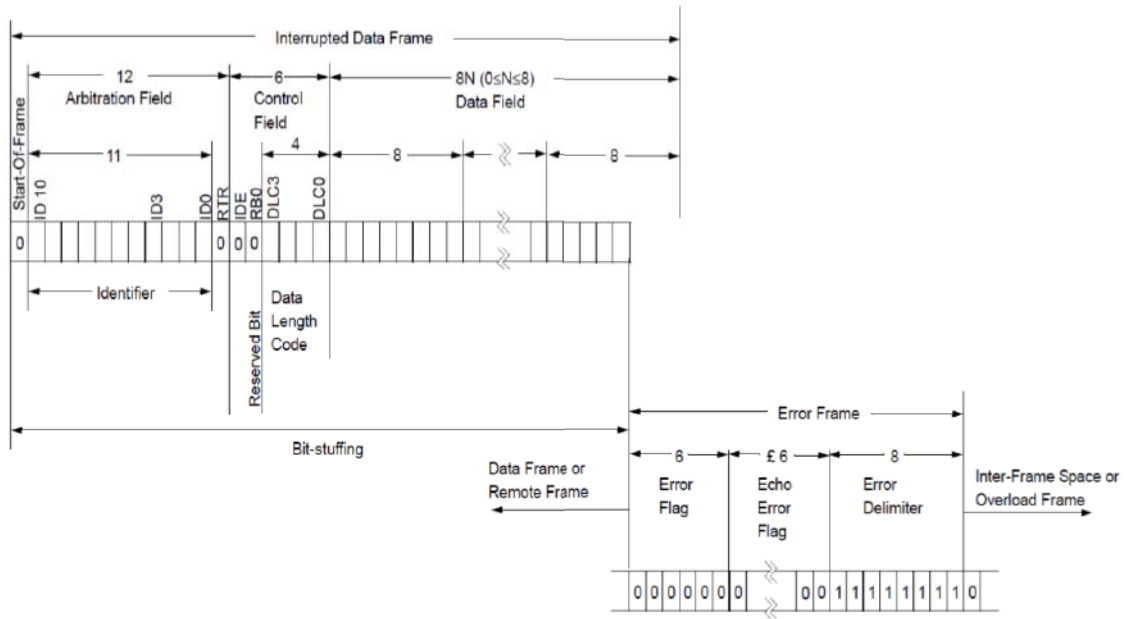 Interrupted Data Frame
12
Arbitration Field
6
Control
Field
8N (0≤N≤8)
Data Field
Start-Of-Frame
11
4
8
8
ID 10
ID3
ID0
RTR
IDE
RB0
DLC3
DLC0
0
0
0
0
Identifier
Reserved Bit
Data
Length
Code
Bit-stuffing
Error Frame
Data Frame or
Remote Frame
6
Error
Flag
£ 6
Echo
Error
Flag
8
Error
Delimiter
Inter-Frame Space or
Overload Frame
0 0 0 0 0 0 0 0 0 1 1 1 1 1 1 1 1 0